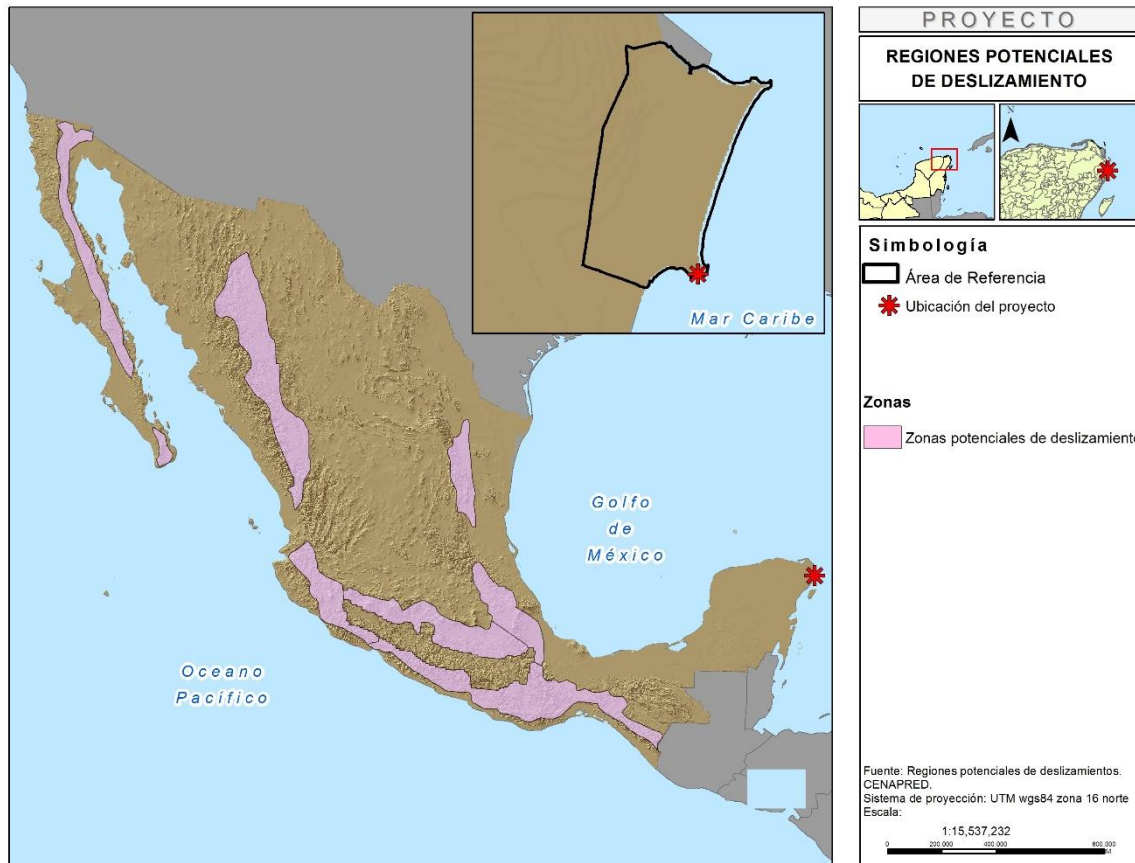 PROYECTO
REGIONES POTENCIALES
DE DESLIZAMIENTO
N
Simbología
Área de Referencia
Ubicación del proyecto
Zonas
Zonas potenciales de deslizamiento
Mar Caribe
Golfo
de
México
Oceano
Pacífico
Fuente: Regiones potenciales de deslizamientos.
CENAPRED.
Sistema de proyección: UTM wgs84 zona 16 norte
Escala:
1:15,537,232
0 200,000 400,000 800,000
M